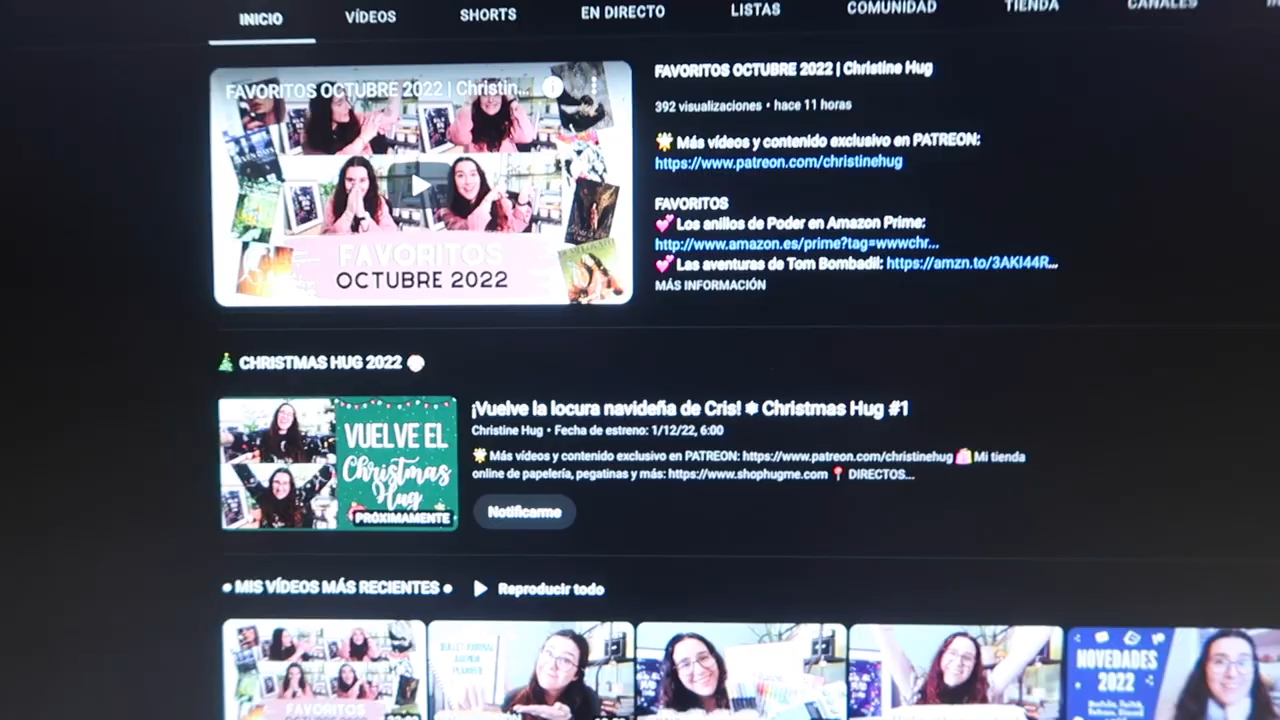 INICIO VÍDEOS SHORTS EN DIRECTO LISTAS COMUNIDAD TIENDA CANALES
FAVORITOS OCTUBRE 2022 | Christin...
FAVORITOS
OCTUBRE 2022
FAVORITOS OCTUBRE 2022 | Christine Hug
392 visualizaciones • hace 11 horas
🌟 Más vídeos y contenido exclusivo en PATREON:
https://www.patreon.com/christinehug
FAVORITOS
💕 Los anillos de Poder en Amazon Prime:
http://www.amazon.es/prime?tag=wwwchr...
💕 Las aventuras de Tom Bombadil: https://amzn.to/3AKI44R...
MÁS INFORMACIÓN
🎄 CHRISTMAS HUG 2022
VUELVE EL
Christmas
Hug
PRÓXIMAMENTE
¡Vuelve la locura navideña de Cris! ❄ Christmas Hug #1
Christine Hug • Fecha de estreno: 1/12/22, 6:00
🌟 Más vídeos y contenido exclusivo en PATREON: https://www.patreon.com/christinehug 🛍 Mi tienda
online de papelería, pegatinas y más: https://www.shophugme.com 📍 DIRECTOS...
Notificarme
• MIS VÍDEOS MÁS RECIENTES • Reproducir todo
FAVORITOS
OCTUBRE 2022
BULLET JOURNAL
AGENDA
PLANNER
NOVEDADES
2022